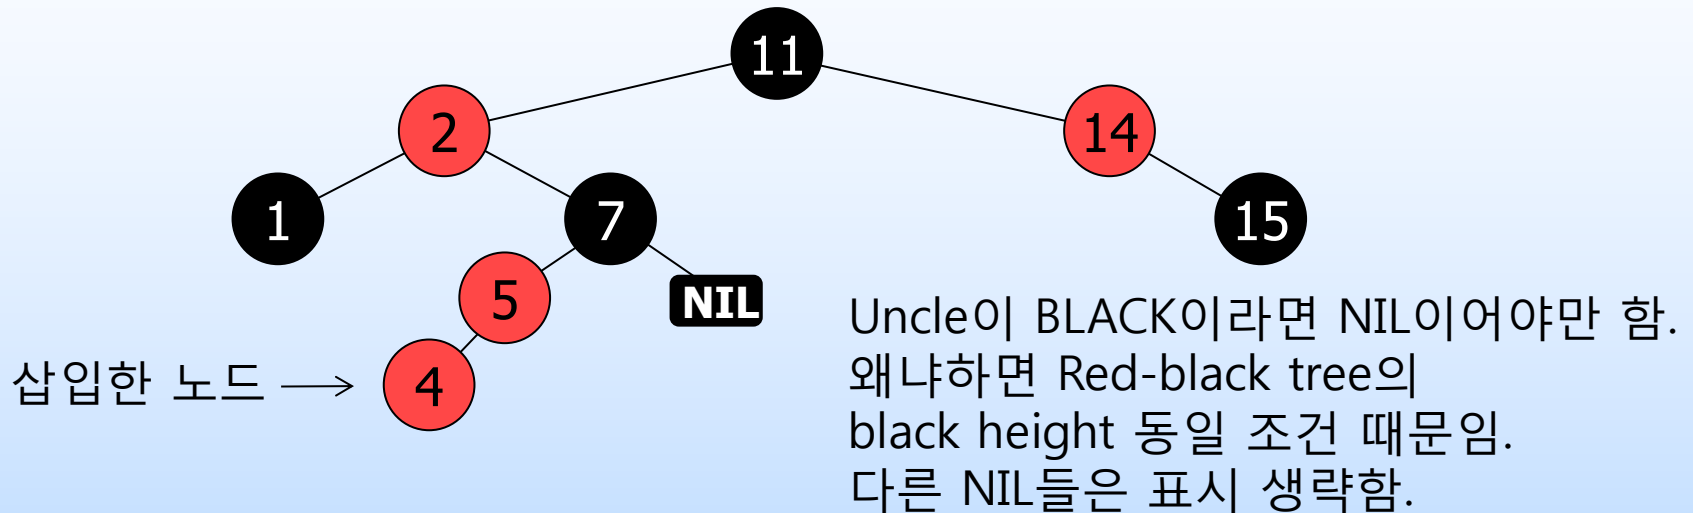 11
2
14
1
7
15
5
NIL
Uncle이 BLACK이라면 NIL이어야만 함.
왜냐하면 Red-black tree의
삽입한 노드
4
black height 동일 조건 때문임.
다른 NIL들은 표시 생략함.